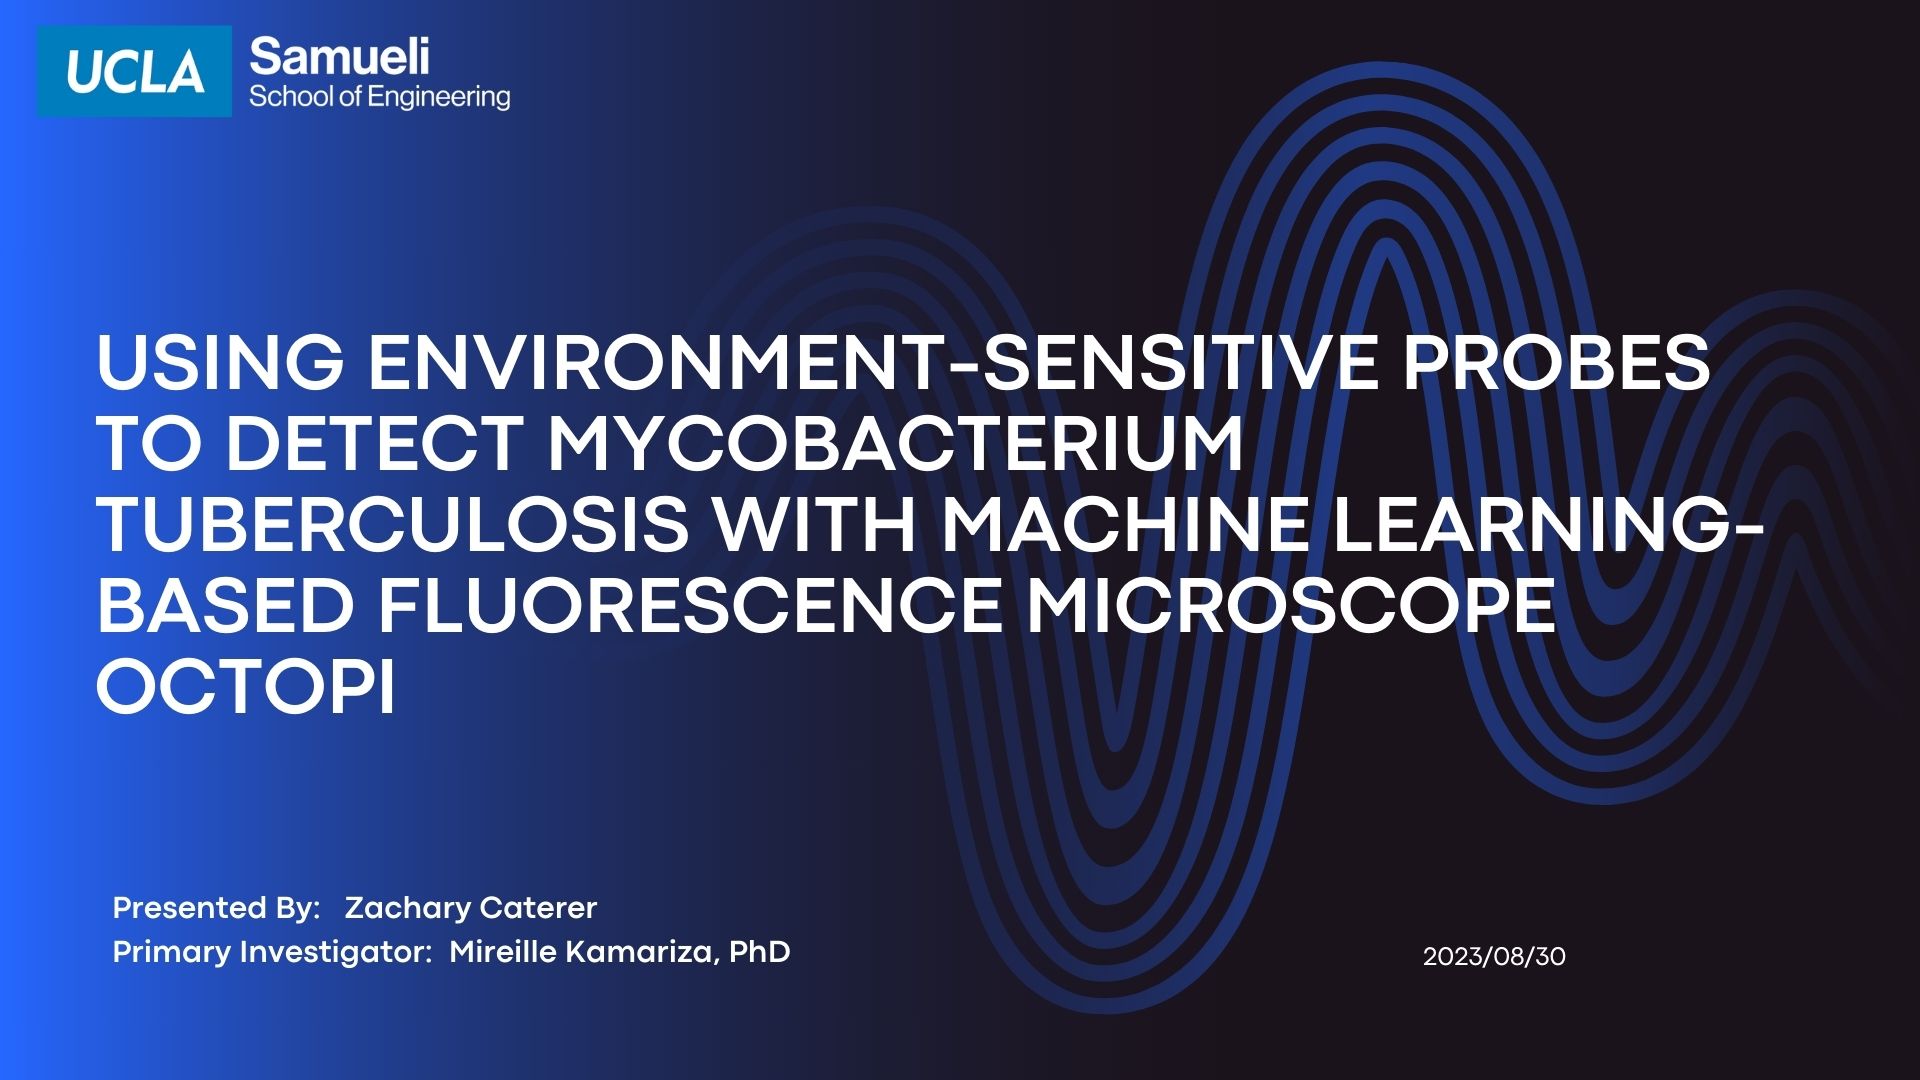 UCLA
Samueli
School of Engineering
USING ENVIRONMENT-SENSITIVE PROBES
TO DETECT MYCOBACTERIUM
TUBERCULOSIS WITH MACHINE LEARNING-
BASED FLUORESCENCE MICROSCOPE
OCTOPI
Presented By: Zachary Caterer
Primary Investigator: Mireille Kamariza, PhD
2023/08/30